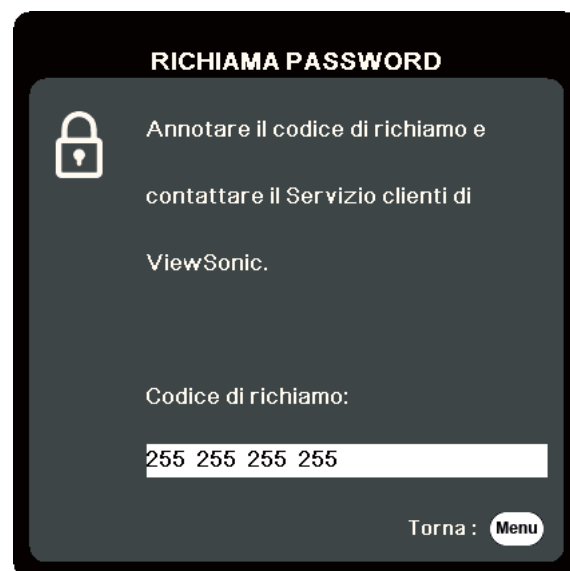 RICHIAMA PASSWORD
Annotare il codice di richiamo e
contattare il Servizio clienti di
ViewSonic.
Codice di richiamo:
255 255 255 255
Torna : Menu